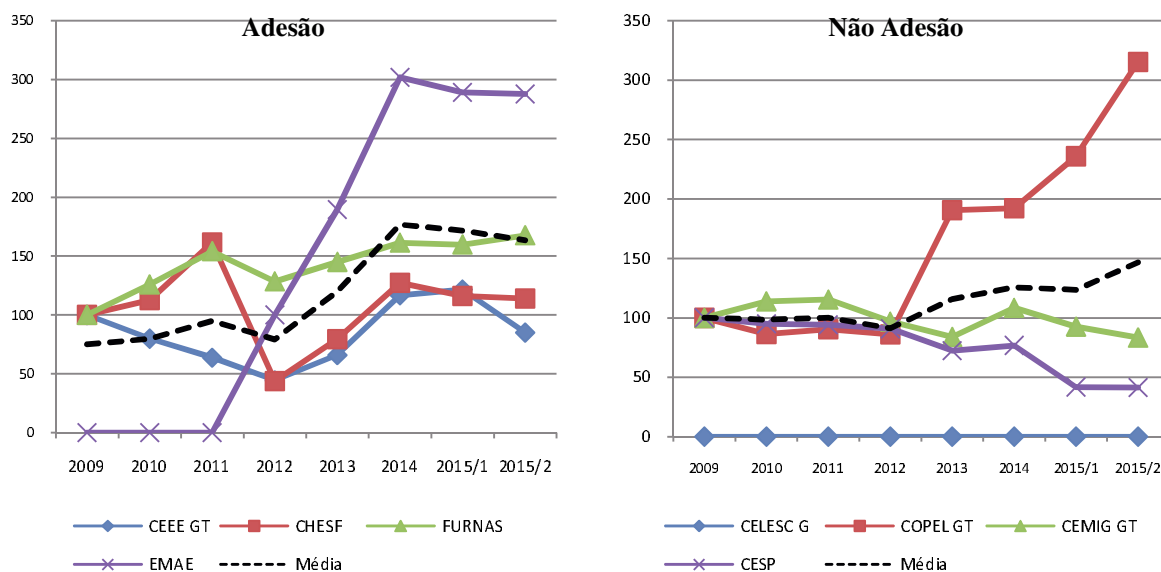 Adesão
350
300
250
200
150
100
50
0
2009 2010 2011 2012 2013 2014 2015/1 2015/2
CEEE GT CHESF FURNAS
EMAE Média
Não Adesão
350
300
250
200
150
100
50
0
2009 2010 2011 2012 2013 2014 2015/1 2015/2
CELESC G COPEL GT CEMIG GT
CESP Média